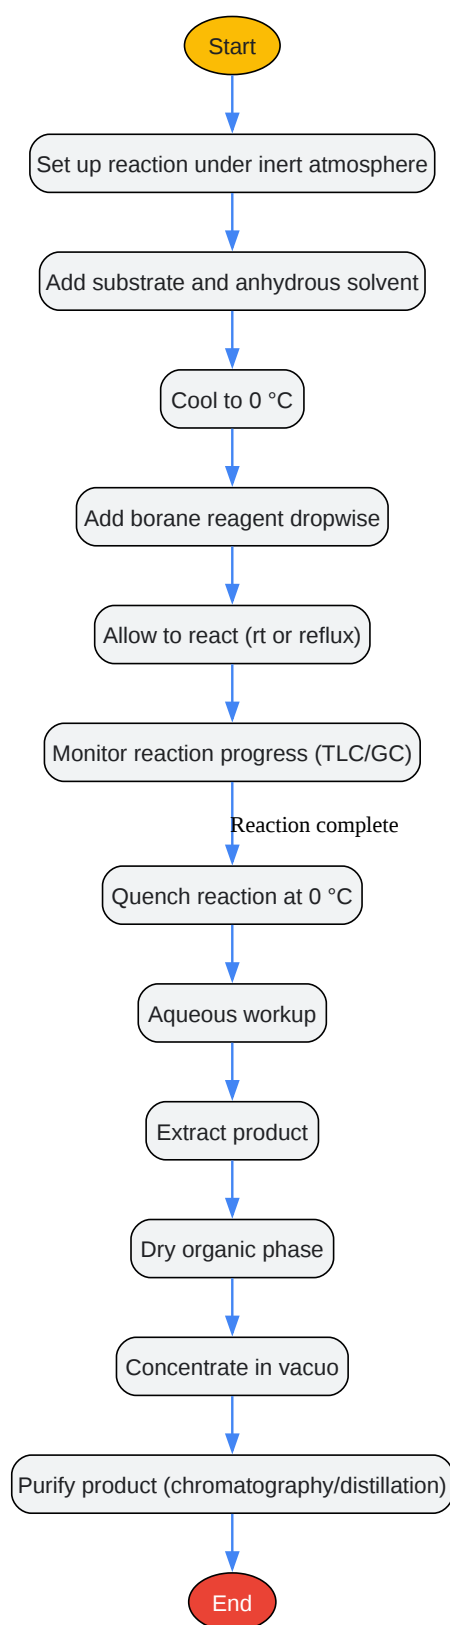 Start
Set up reaction under inert atmosphere
Add substrate and anhydrous solvent
Cool to 0 °C
Add borane reagent dropwise
Allow to react (rt or reflux)
Monitor reaction progress (TLC/GC)
Reaction complete
Quench reaction at 0 °C
Aqueous workup
Extract product
Dry organic phase
Concentrate in vacuo
Purify product (chromatography/distillation)
End